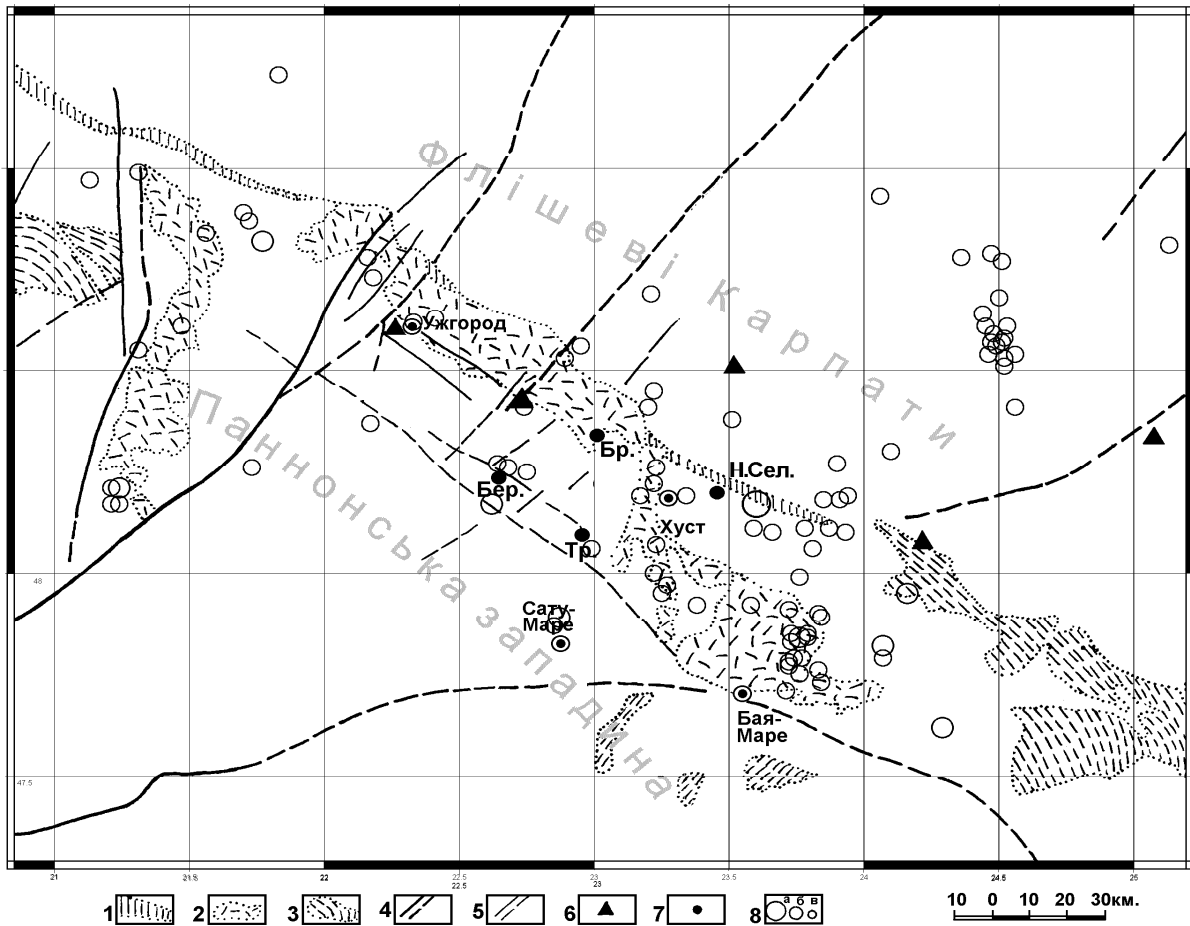 Флішеві Карпати
Ужгород
Паннонська западина
Бр.
Н.Сел.
Бер.
Хуст
Тр.
48
Сату-
Маре
Бая-
Маре
47.5
21 21.5 22 22.5 23 23.5 24 24.5 25
22.5
1 2 3 4 5 6 7 8 а б в
10 0 10 20 30км.